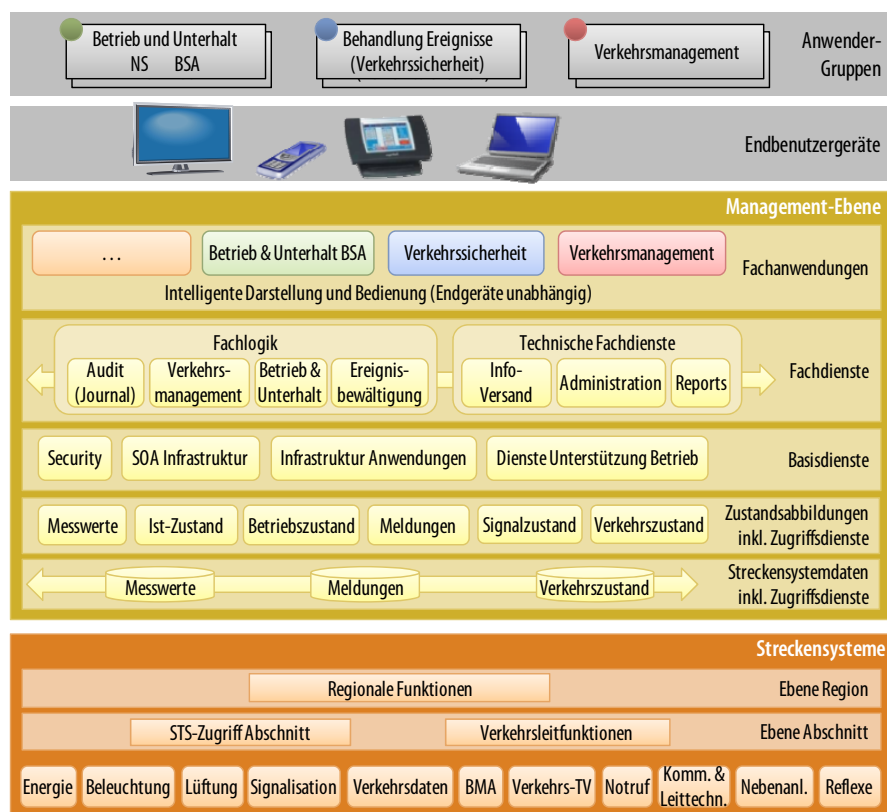 Betrieb und Unterhalt
NS BSA
Behandlung Ereignisse
(Verkehrssicherheit)
Verkehrsmanagement
Anwender-
Gruppen
Endbenutzergeräte
Management-Ebene
...
Betrieb & Unterhalt BSA
Verkehrssicherheit
Verkehrsmanagement
Fachanwendungen
Intelligente Darstellung und Bedienung (Endgeräte unabhängig)
Fachlogik
Audit
(Journal)
Verkehrs-
management
Betrieb &
Unterhalt
Ereignis-
bewältigung
Technische Fachdienste
Info-
Versand
Administration
Reports
Fachdienste
Security
SOA Infrastruktur
Infrastruktur Anwendungen
Dienste Unterstützung Betrieb
Basisdienste
Messwerte
Ist-Zustand
Betriebszustand
Meldungen
Signalzustand
Verkehrszustand
Zustandsabbildungen
inkl. Zugriffsdienste
Messwerte
Meldungen
Verkehrszustand
Streckensystemdaten
inkl. Zugriffsdienste
Streckensysteme
Regionale Funktionen
Ebene Region
STS-Zugriff Abschnitt
Verkehrsleitfunktionen
Ebene Abschnitt
Energie
Beleuchtung
Lüftung
Signalisation
Verkehrsdaten
BMA
Verkehrs-TV
Notruf
Komm. &
Leittechn.
Nebenanl.
Reflexe